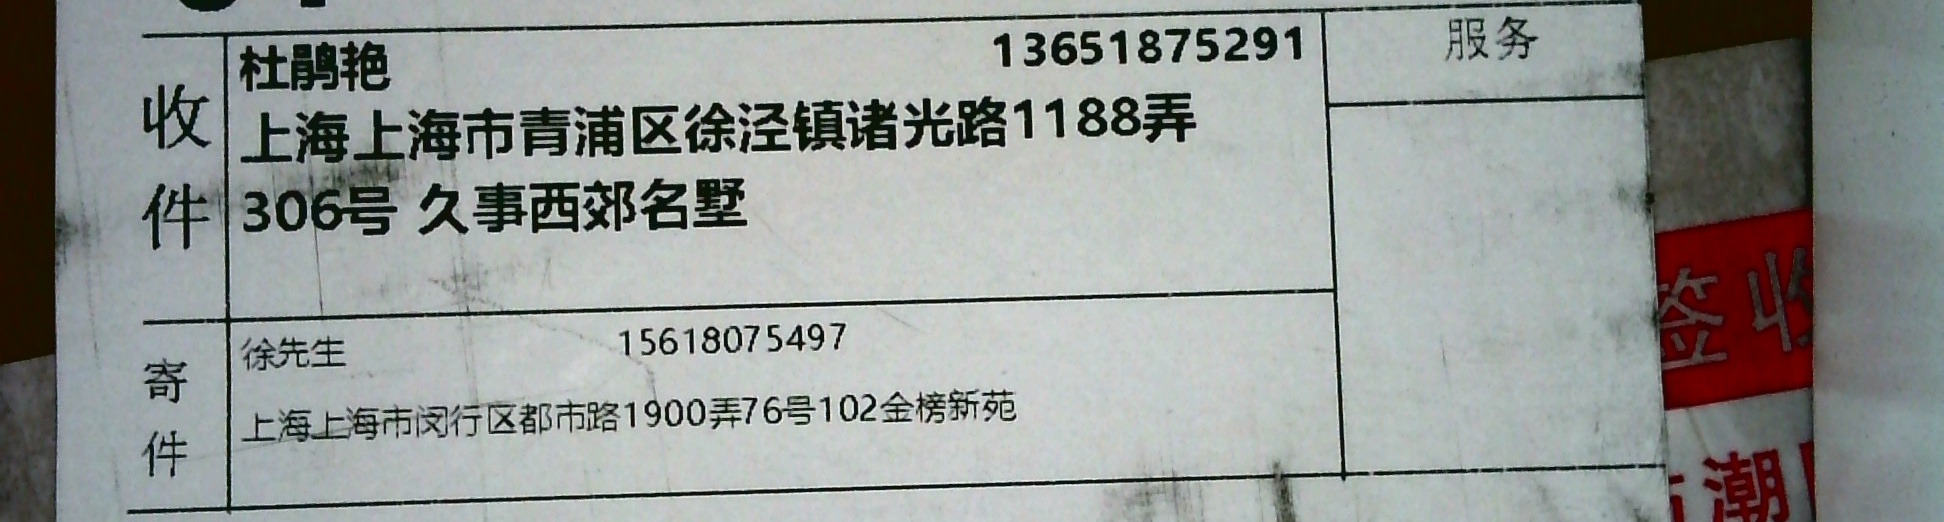 收件
杜鹃艳 13651875291
上海上海市青浦区徐泾镇诸光路1188弄
306号 久事西郊名墅
服务
寄件
徐先生 15618075497
上海上海市闵行区都市路1900弄76号102金榜新苑
签收
潮